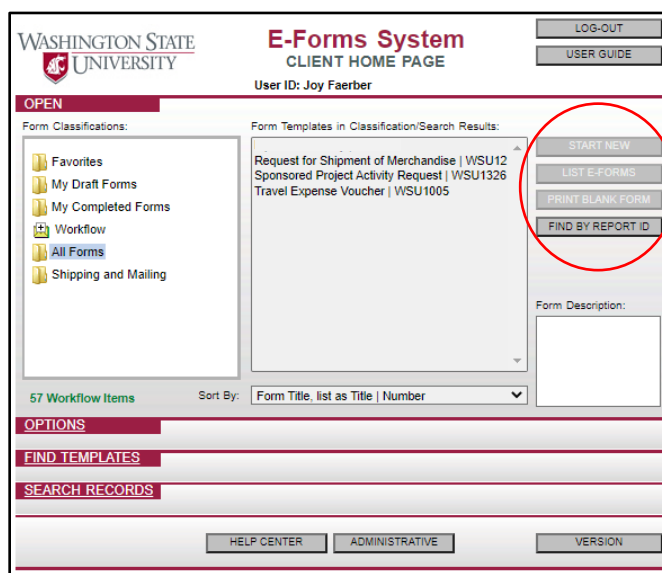 WASHINGTON STATE
UNIVERSITY
E-Forms System
CLIENT HOME PAGE
User ID: Joy Faerber
LOG-OUT
USER GUIDE
OPEN
Form Classifications:
Favorites
My Draft Forms
My Completed Forms
Workflow
All Forms
Shipping and Mailing
57 Workflow Items
Form Templates in Classification/Search Results:
Request for Shipment of Merchandise | WSU12
Sponsored Project Activity Request | WSU1326
Travel Expense Voucher | WSU1005
Sort By:
Form Title, list as Title | Number
START NEW
LIST E-FORMS
PRINT BLANK FORM
FIND BY REPORT ID
Form Description:
OPTIONS
FIND TEMPLATES
SEARCH RECORDS
HELP CENTER
ADMINISTRATIVE
VERSION